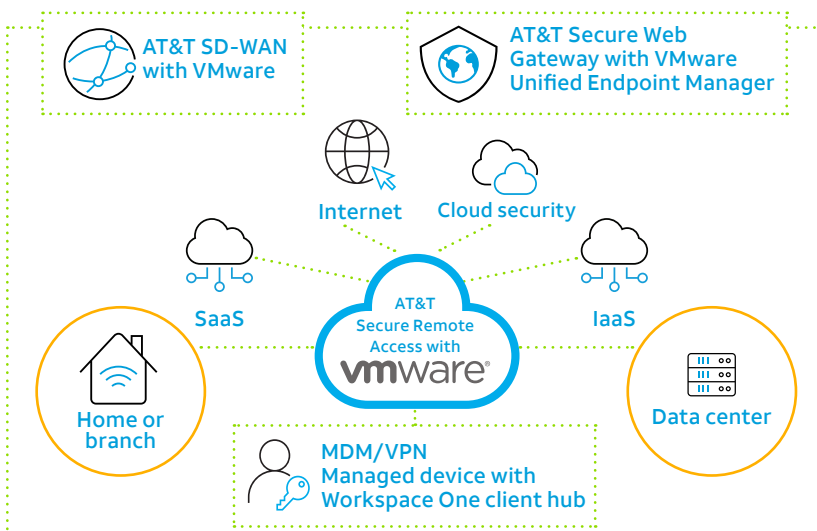 AT&T SD-WAN
with VMware
AT&T Secure Web
Gateway with VMware
Unified Endpoint Manager
Internet
Cloud security
SaaS
IaaS
AT&T
Secure Remote
Access with
vmware®
Home or
branch
Data center
MDM/VPN
Managed device with
Workspace One client hub